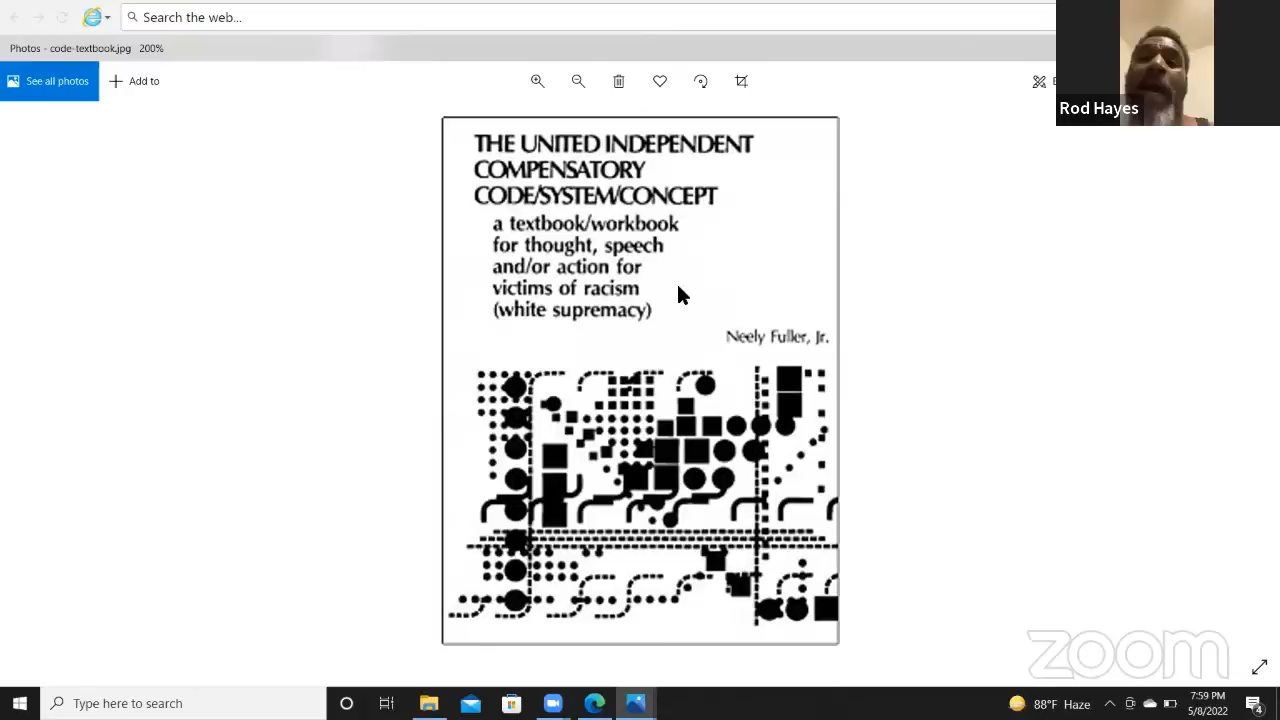 Search the web...
Photos - code-textbook.jpg 200%
See all photos
Add to
Rod Hayes
THE UNITED INDEPENDENT
COMPENSATORY
CODE/SYSTEM/CONCEPT
a textbook/workbook
for thought, speech
and/or action for
victims of racism
(white supremacy)
Neely Fuller, Jr.
zoom
Type here to search
88°F Haze
7:59 PM
5/8/2022
4